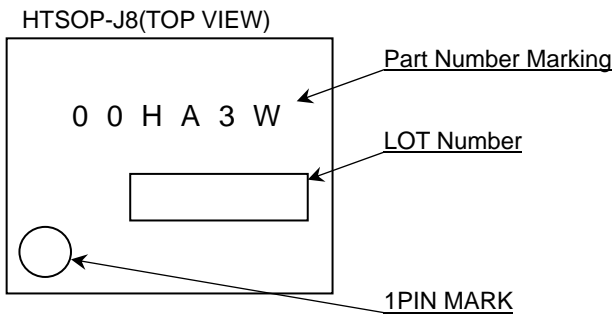 HTSOP-J8(TOP VIEW)
Part Number Marking
0 0 H A 3 W
LOT Number
1PIN MARK